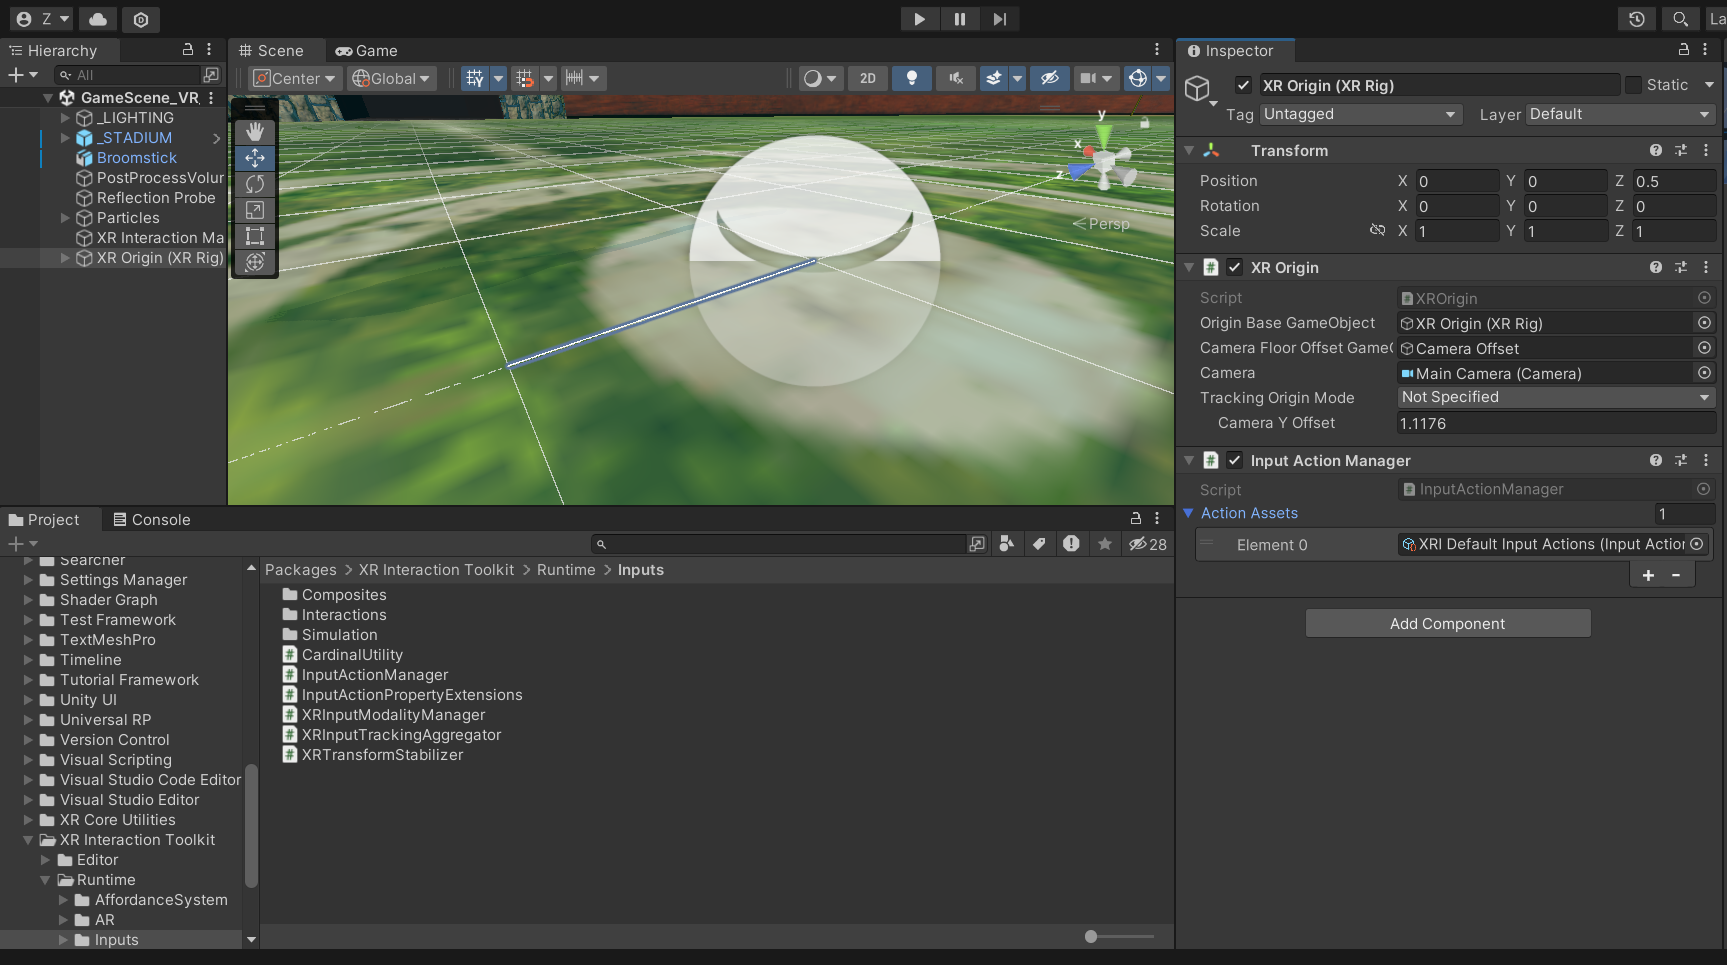 Z
La
Hierarchy
All
GameScene_VR_
_LIGHTING
_STADIUM
Broomstick
PostProcessVolur
Reflection Probe
Particles
XR Interaction Ma
XR Origin (XR Rig)
Scene
Game
Center
Global
2D
y
x
z
Persp
Inspector
XR Origin (XR Rig)
Static
Tag Untagged Layer Default
Transform
Position X 0 Y 0 Z 0.5
Rotation X 0 Y 0 Z 0
Scale X 1 Y 1 Z 1
XR Origin
Script XROrigin
Origin Base GameObject XR Origin (XR Rig)
Camera Floor Offset GameO Camera Offset
Camera Main Camera (Camera)
Tracking Origin Mode Not Specified
Camera Y Offset 1.1176
Input Action Manager
Script InputActionManager
Action Assets 1
Element 0 XRI Default Input Actions (Input Action
+ -
Add Component
Project
Console
28
Searcher
Settings Manager
Shader Graph
Test Framework
TextMeshPro
Timeline
Tutorial Framework
Unity UI
Universal RP
Version Control
Visual Scripting
Visual Studio Code Editor
Visual Studio Editor
XR Core Utilities
XR Interaction Toolkit
Editor
Runtime
AffordanceSystem
AR
Inputs
Packages > XR Interaction Toolkit > Runtime > Inputs
Composites
Interactions
Simulation
CardinalUtility
InputActionManager
InputActionPropertyExtensions
XRInputModalityManager
XRInputTrackingAggregator
XRTransformStabilizer